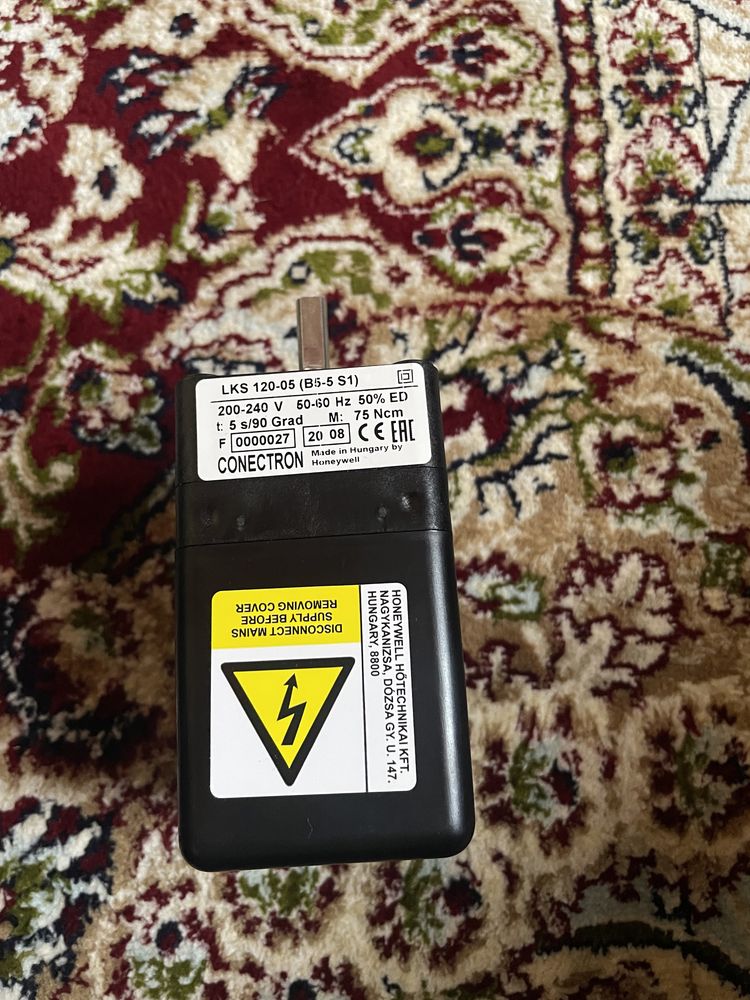 LKS 120-05 (B5-5 S1)
200-240 V 50-60 Hz 50% ED
t: 5 s/90 Grad M: 75 Ncm
F 0000027 20 08 CE EAC
CONECTRON Made in Hungary by
Honeywell
DISCONNECT MAINS
SUPPLY BEFORE
REMOVING COVER
HONEYWELL HŐTECHNIKAI KFT.
NAGYKANIZSA, DÓZSA GY. U. 147.
HUNGARY, 8800